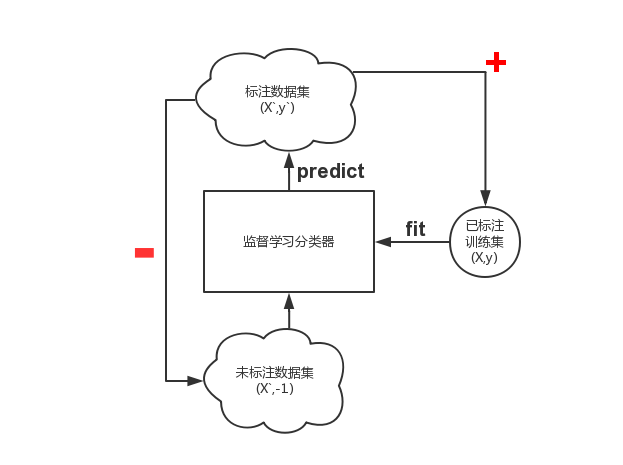 +
标注数据集
(X`,y`)
predict
已标注
训练集
(X,y)
fit
监督学习分类器
-
未标注数据集
(X`,-1)